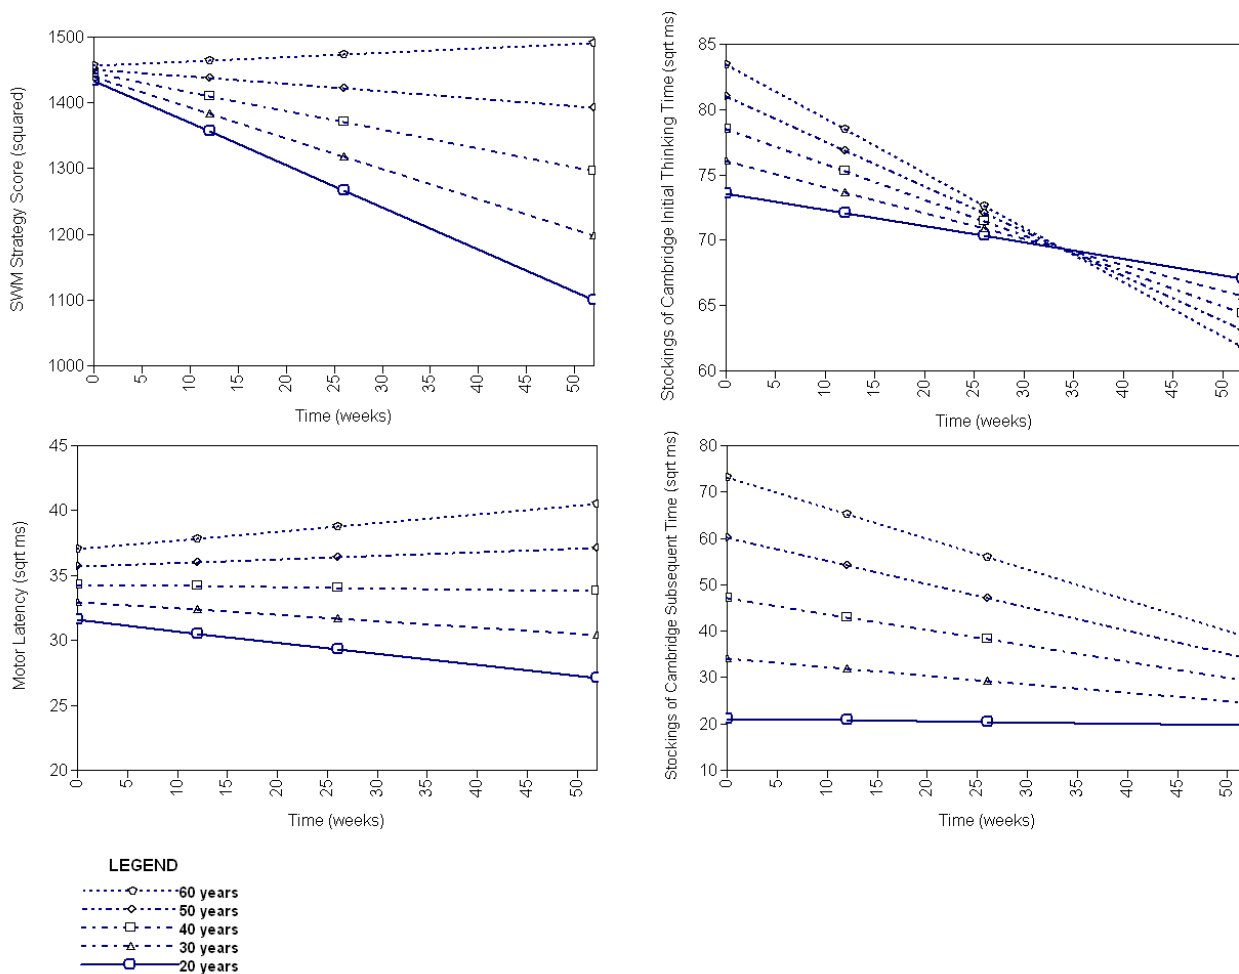 SWM Strategy Score (squared)
1500
1400
1300
1200
1100
1000
0 5 10 15 20 25 30 35 40 45 50
Time (weeks)
Stockings of Cambridge Initial Thinking Time (sqrt ms)
85
80
75
70
65
60
0 5 10 15 20 25 30 35 40 45 50
Time (weeks)
Motor Latency (sqrt ms)
45
40
35
30
25
20
0 5 10 15 20 25 30 35 40 45 50
Time (weeks)
Stockings of Cambridge Subsequent Time (sqrt ms)
80
70
60
50
40
30
20
10
0 5 10 15 20 25 30 35 40 45 50
Time (weeks)
LEGEND
60 years
50 years
40 years
30 years
20 years